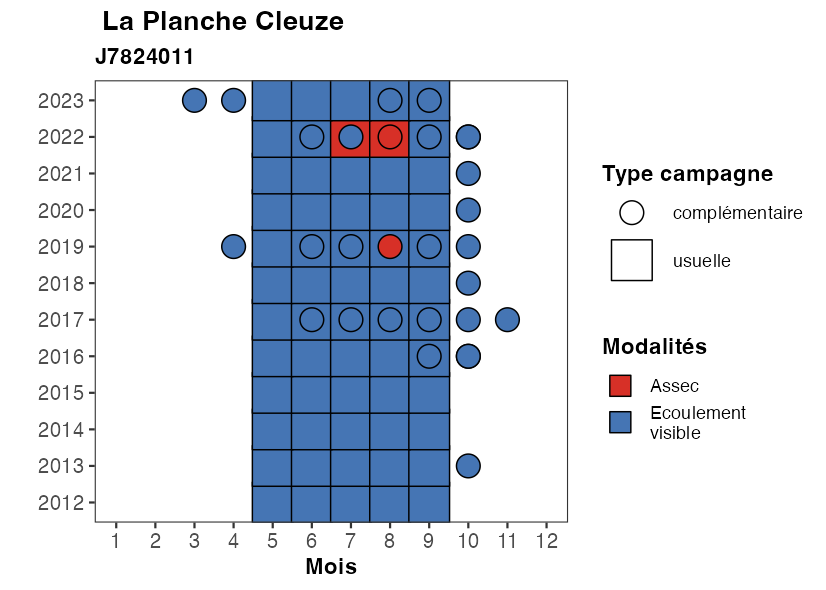 La Planche Cleuze
J7824011
2023
2022
2021
2020
2019
2018
2017
2016
2015
2014
2013
2012
1 2 3 4 5 6 7 8 9 10 11 12
Mois
Type campagne
complémentaire
usuelle
Modalités
Assec
Ecoulement
visible